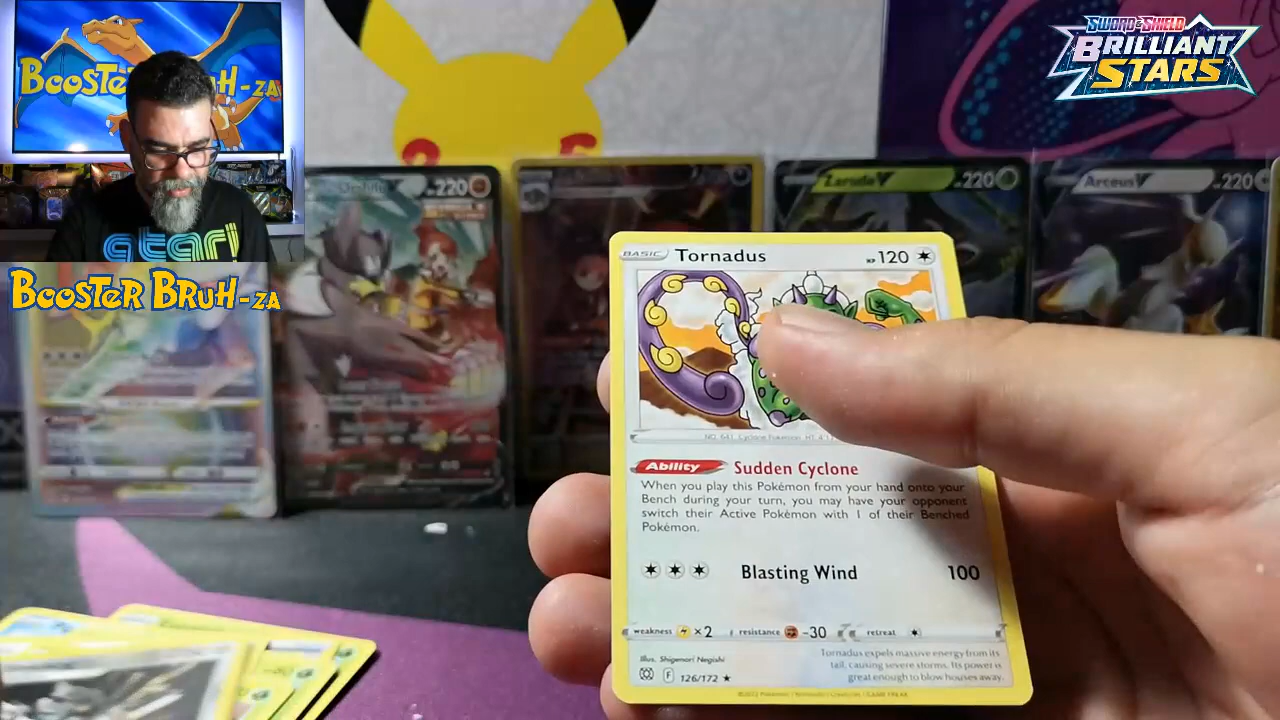 BOOSTER BRUH-ZA
atari
BOOSTER BRUH-ZA
SWORD & SHIELD
BRILLIANT
STARS
220
Zarude V
220
Arceus V
220
BASIC Tornadus HP 120
Ability Sudden Cyclone
When you play this Pokémon from your hand onto your
Bench during your turn, you may have your opponent
switch their Active Pokémon with 1 of their Benched
Pokémon.
Blasting Wind 100
weakness ×2 resistance -30 retreat
Illus. Shigenori Negishi
F 126/172 ★
Tornadus expels massive energy from its
tail, causing severe storms. Its power is
great enough to blow houses away.